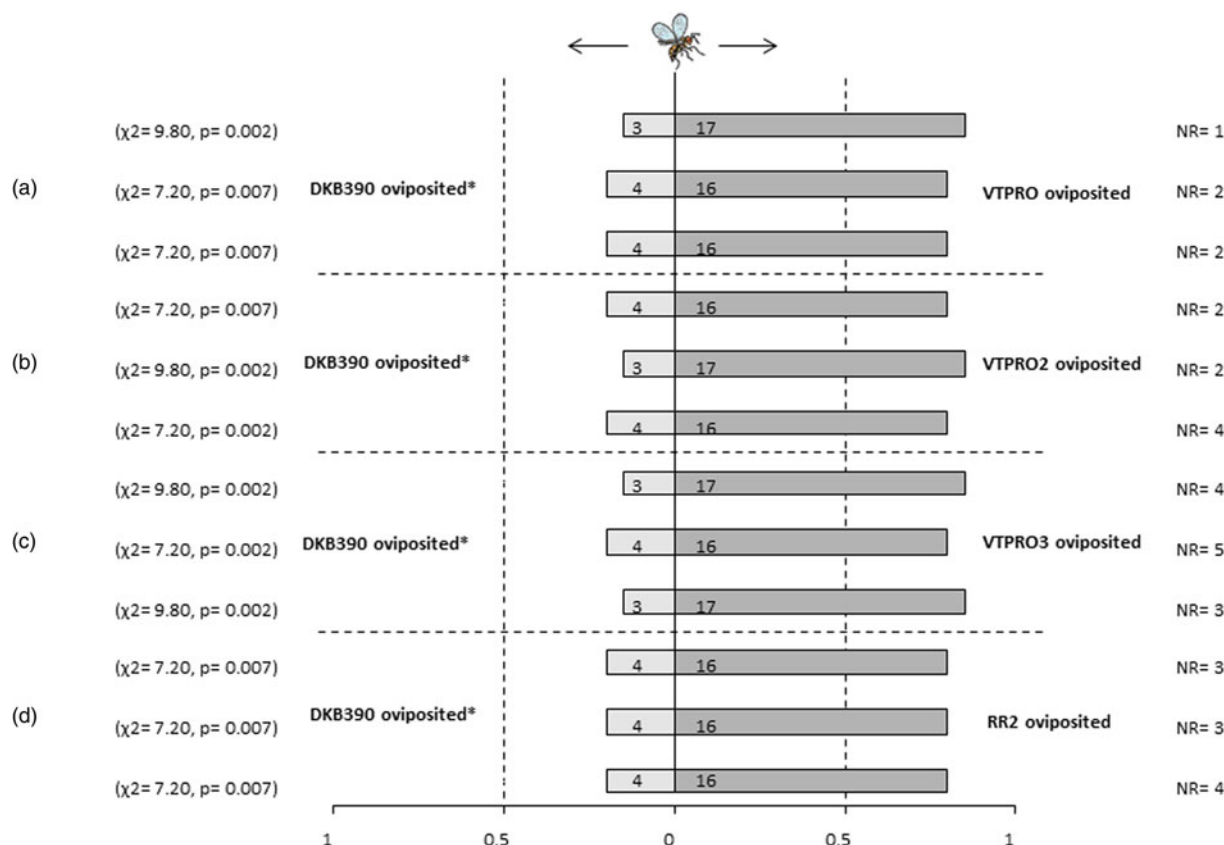 (χ2= 9.80, p= 0.002) 3 17 NR= 1
(a) (χ2= 7.20, p= 0.007) DKB390 oviposited* 4 16 VTPRO oviposited NR= 2
(χ2= 7.20, p= 0.007) 4 16 NR= 2
(χ2= 7.20, p= 0.007) 4 16 NR= 2
(b) (χ2= 9.80, p= 0.002) DKB390 oviposited* 3 17 VTPRO2 oviposited NR= 2
(χ2= 7.20, p= 0.002) 4 16 NR= 4
(χ2= 9.80, p= 0.002) 3 17 NR= 4
(c) (χ2= 7.20, p= 0.002) DKB390 oviposited* 4 16 VTPRO3 oviposited NR= 5
(χ2= 9.80, p= 0.002) 3 17 NR= 3
(χ2= 7.20, p= 0.007) 4 16 NR= 3
(d) (χ2= 7.20, p= 0.007) DKB390 oviposited* 4 16 RR2 oviposited NR= 3
(χ2= 7.20, p= 0.007) 4 16 NR= 4
1 0.5 0 0.5 1